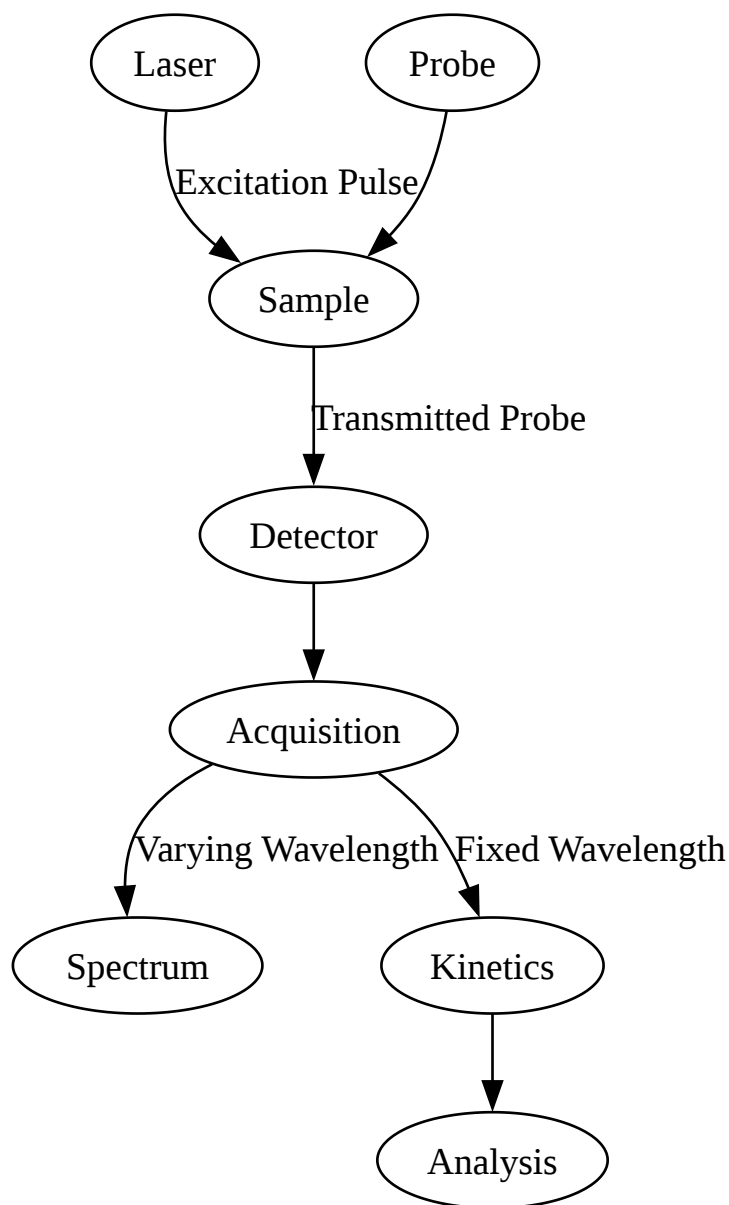 Laser
Probe
Excitation Pulse
Sample
Transmitted Probe
Detector
Acquisition
Varying Wavelength
Fixed Wavelength
Spectrum
Kinetics
Analysis